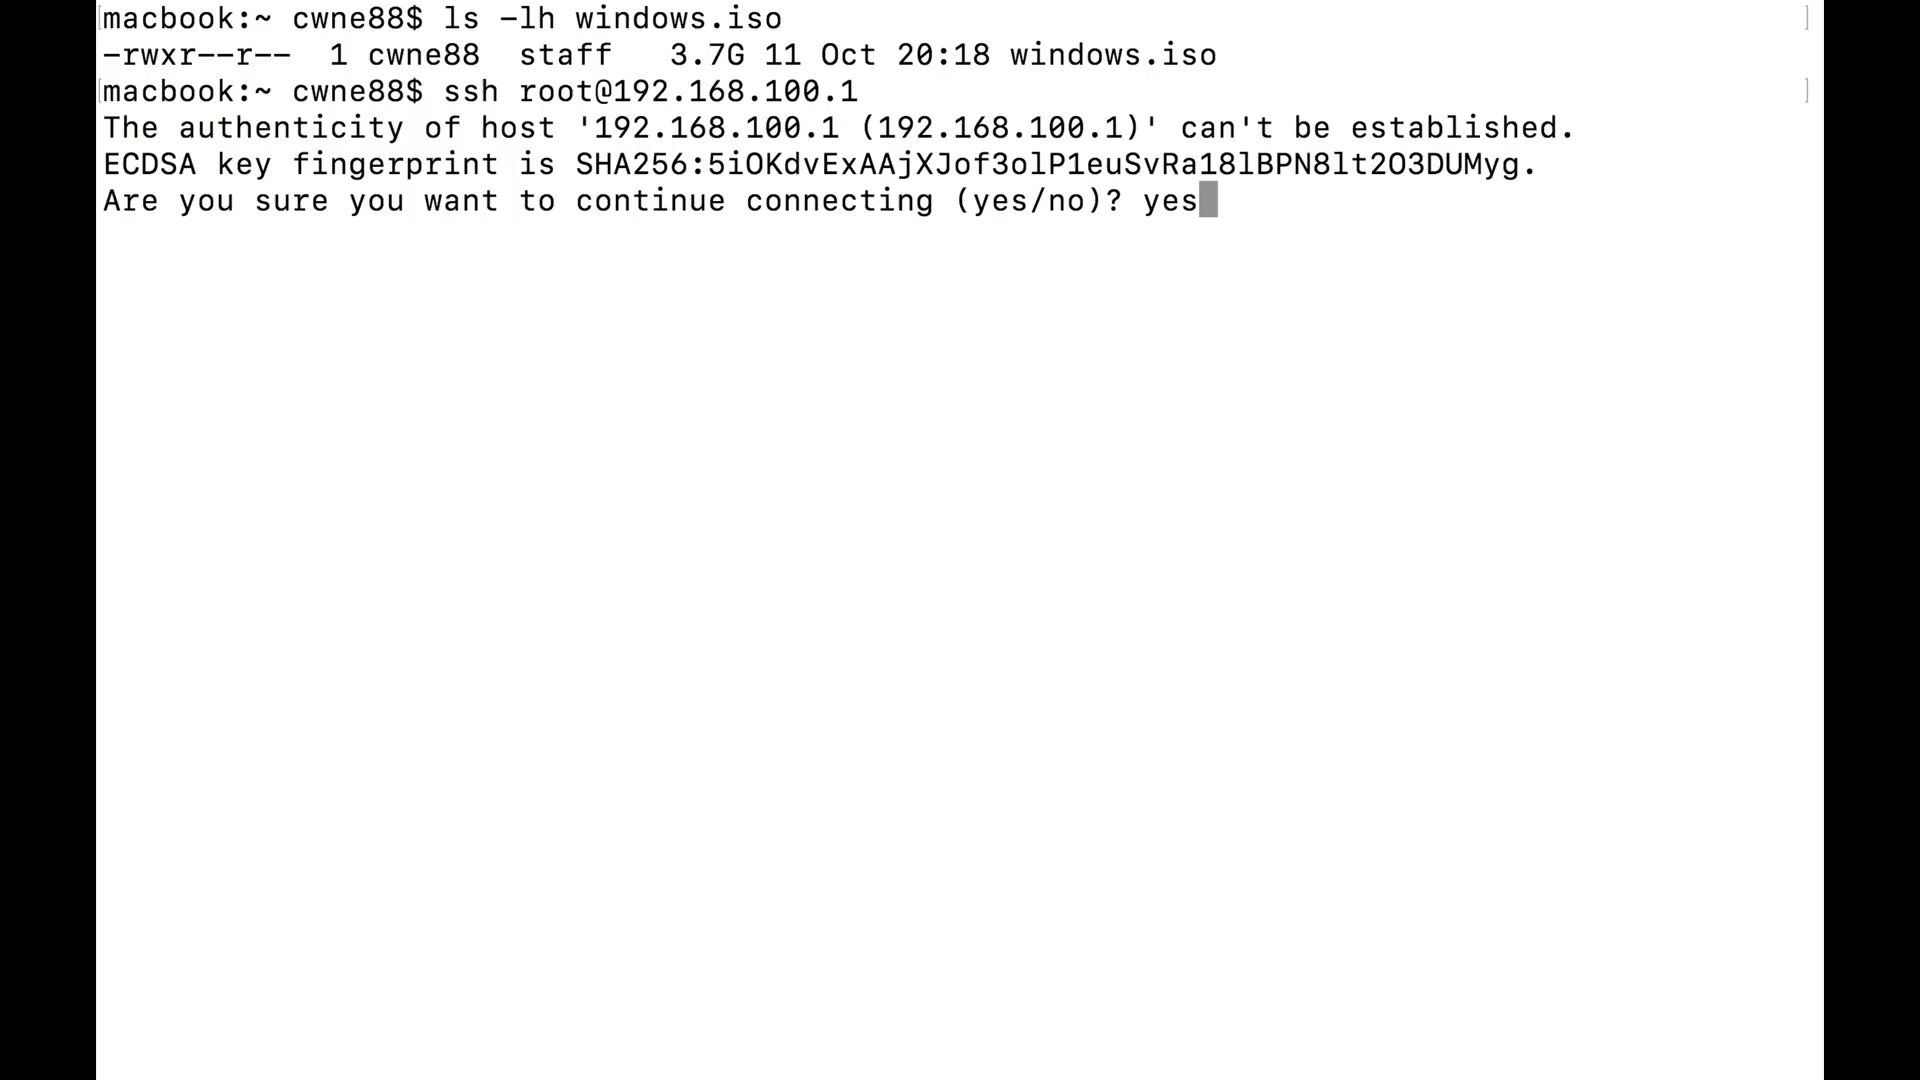 [macbook:~ cwne88$ ls -lh windows.iso ]
-rwxr--r--  1 cwne88  staff   3.7G 11 Oct 20:18 windows.iso
[macbook:~ cwne88$ ssh root@192.168.100.1 ]
The authenticity of host '192.168.100.1 (192.168.100.1)' can't be established.
ECDSA key fingerprint is SHA256:5iOKdvExAAjXJof3olP1euSvRa18lBPN8lt2O3DUMyg.
Are you sure you want to continue connecting (yes/no)? yes